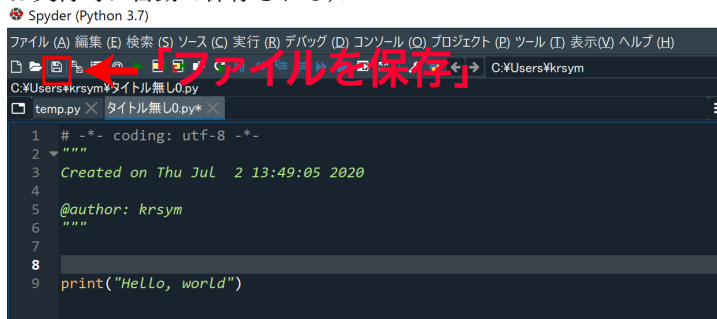 Spyder (Python 3.7)
ファイル (A) 編集 (E) 検索 (S) ソース (C) 実行 (R) デバッグ (D) コンソール (O) プロジェクト (P) ツール (T) 表示(V) ヘルプ (H)
「ファイルを保存」
C:¥Users¥krsym
C:¥Users¥krsym¥タイトル無し0.py
temp.py タイトル無し0.py*
1 # -*- coding: utf-8 -*-
2 """
3 Created on Thu Jul  2 13:49:05 2020
4
5 @author: krsym
6 """
7
8
9 print("Hello, world")